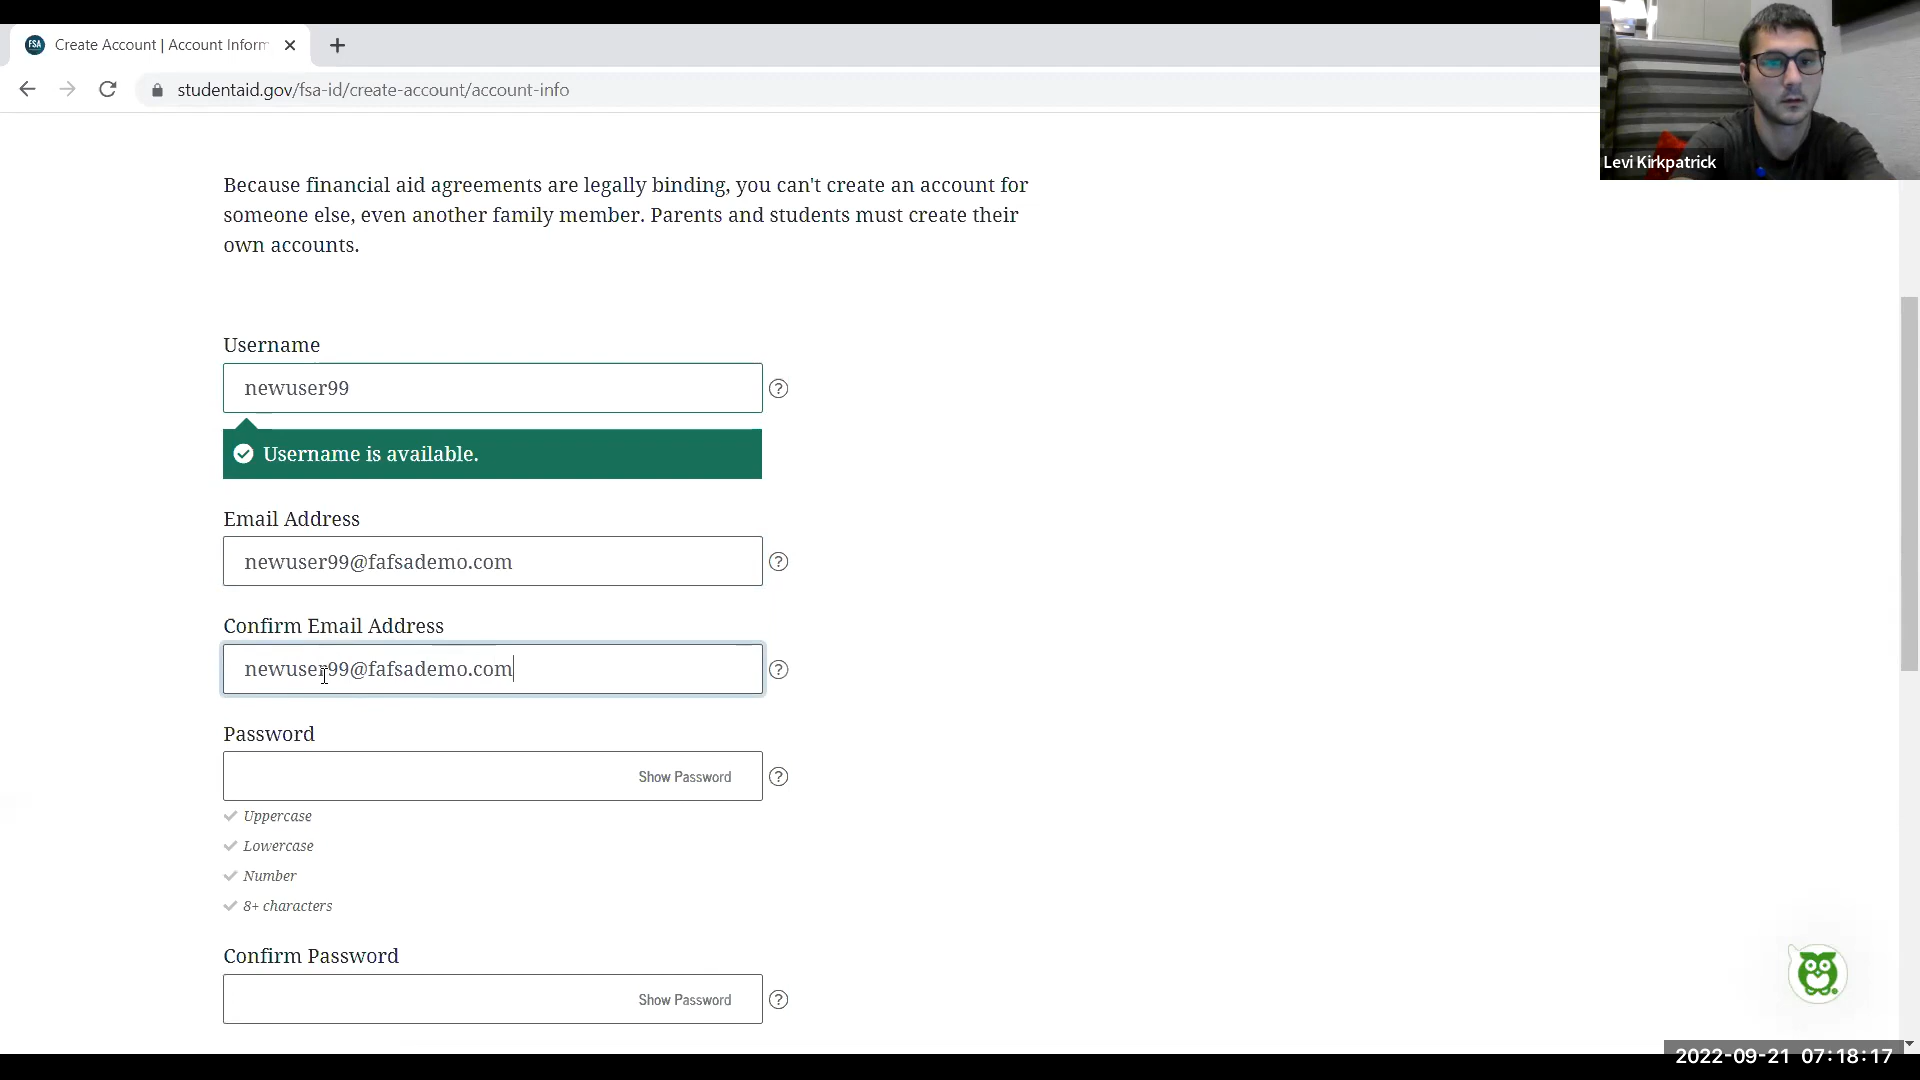 FSA
Create Account | Account Inform
studentaid.gov/fsa-id/create-account/account-info
Levi Kirkpatrick
Because financial aid agreements are legally binding, you can't create an account for
someone else, even another family member. Parents and students must create their
own accounts.
Username
newuser99
?
Username is available.
Email Address
newuser99@fafsademo.com
?
Confirm Email Address
newuser99@fafsademo.com
?
Password
Show Password
?
Uppercase
Lowercase
Number
8+ characters
Confirm Password
Show Password
?
2022-09-21 07:18:17